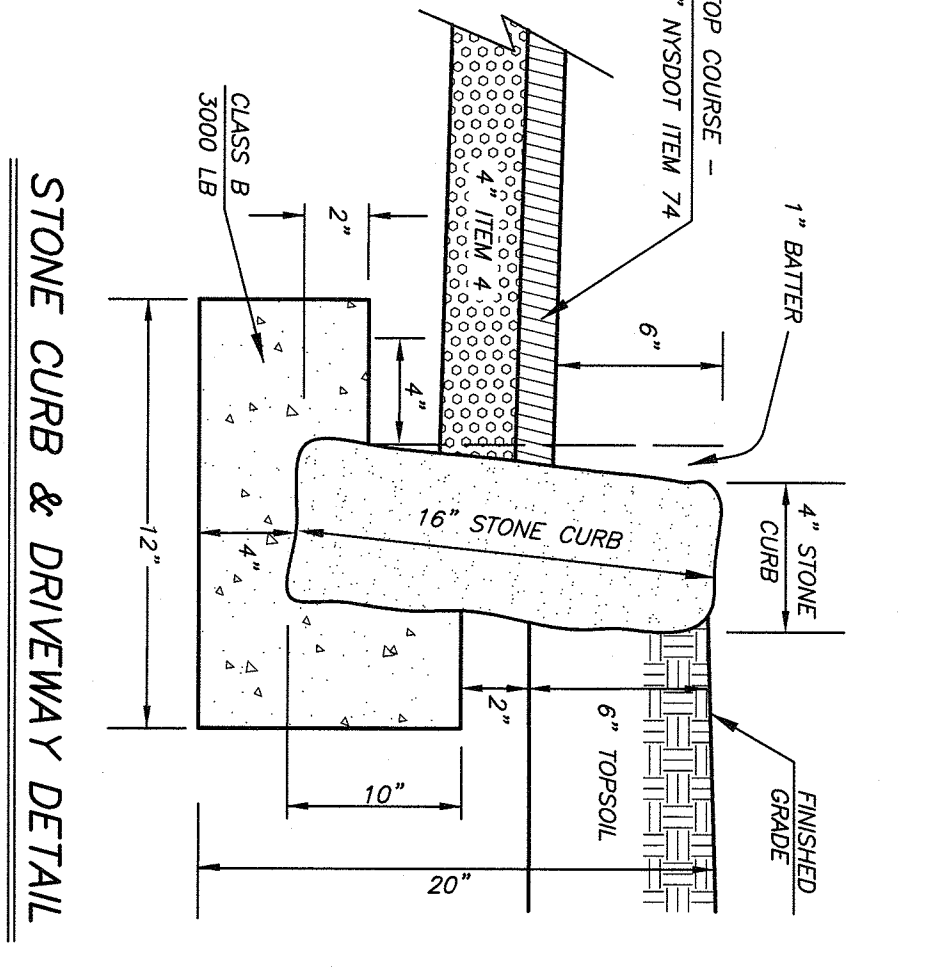 TOP COURSE –
" NYSDOT ITEM 74
1" BATTER
6"
4" STONE
CURB
4" ITEM 4
CLASS B
3000 LB
2"
4"
16" STONE CURB
4"
12"
2"
6" TOPSOIL
FINISHED
GRADE
10"
20"
STONE CURB & DRIVEWAY DETAIL